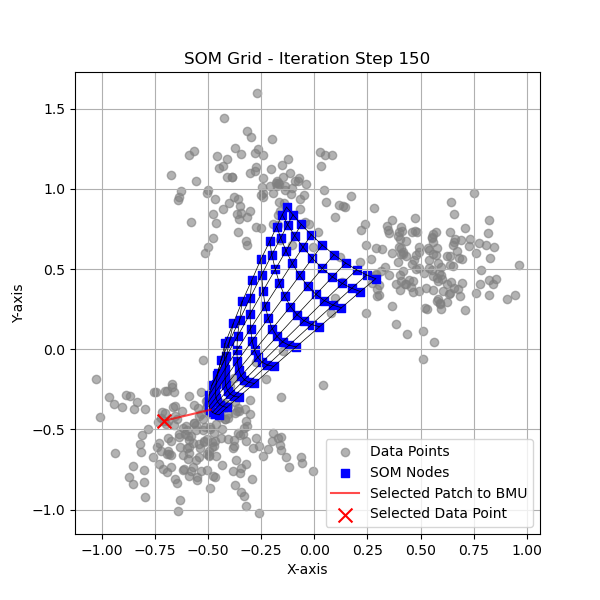 SOM Grid - Iteration Step 150
Y-axis
1.5
1.0
0.5
0.0
−0.5
−1.0
Data Points
SOM Nodes
Selected Patch to BMU
Selected Data Point
−1.00 −0.75 −0.50 −0.25 0.00 0.25 0.50 0.75 1.00
X-axis